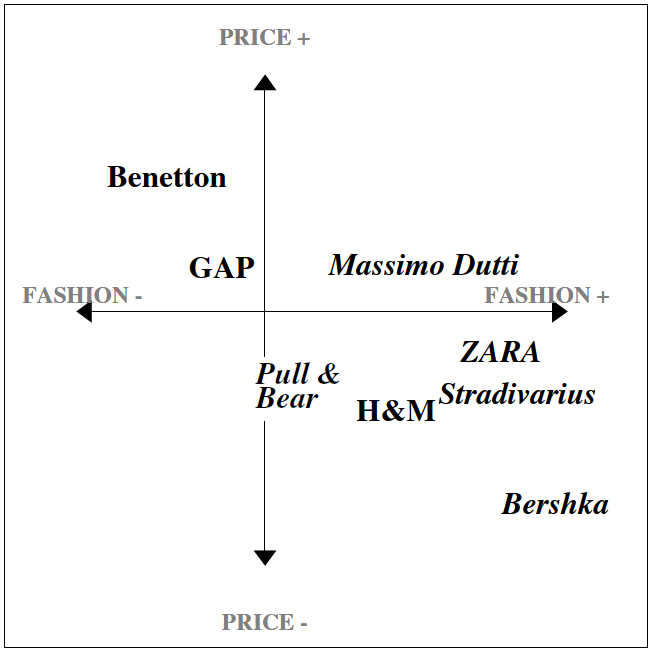 PRICE +
Benetton
GAP
Massimo Dutti
FASHION -
FASHION +
ZARA
Pull &
Bear
Stradivarius
H&M
Bershka
PRICE -